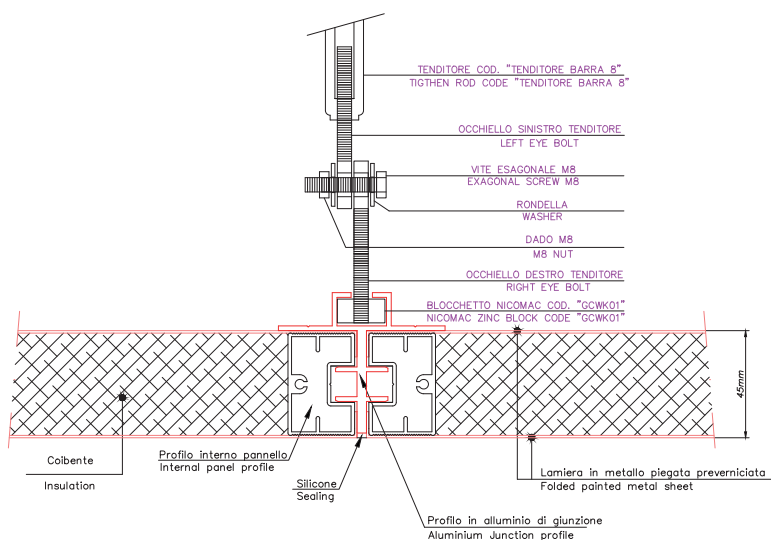 TENDITORE COD. "TENDITORE BARRA 8"
TIGTHEN ROD CODE "TENDITORE BARRA 8"
OCCHIELLO SINISTRO TENDITORE
LEFT EYE BOLT
VITE ESAGONALE M8
EXAGONAL SCREW M8
RONDELLA
WASHER
DADO M8
M8 NUT
OCCHIELLO DESTRO TENDITORE
RIGHT EYE BOLT
BLOCCHETTO NICOMAC COD. "GCWK01"
NICOMAC ZINC BLOCK CODE "GCWK01"
45mm
Coibente
Insulation
Profilo interno pannello
Internal panel profile
Silicone
Sealing
Lamiera in metallo piegata preverniciata
Folded painted metal sheet
Profilo in alluminio di giunzione
Aluminium Junction profile